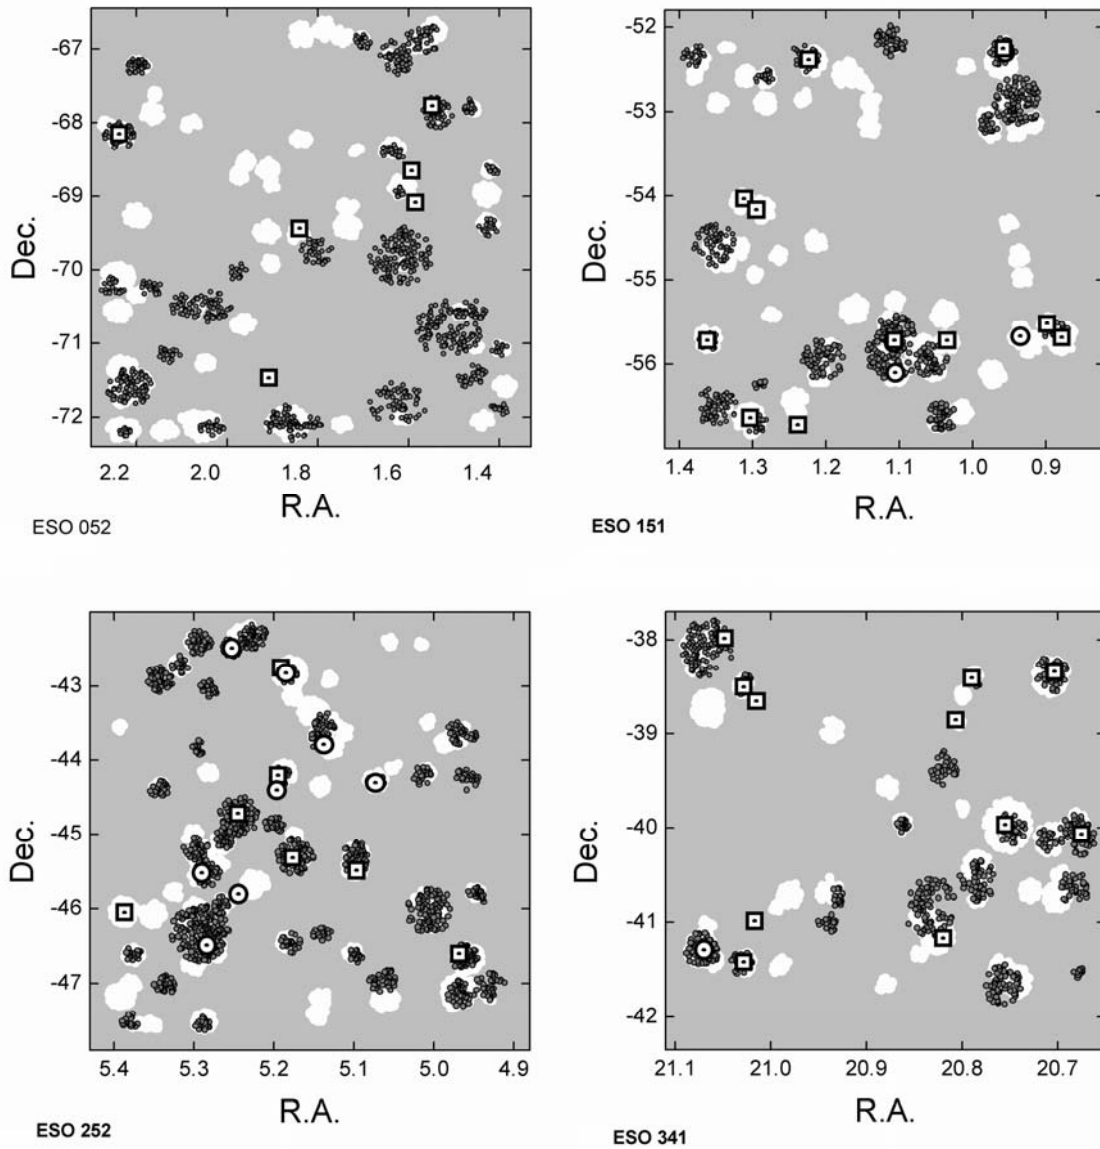 -67
-68
-69
-70
-71
-72
Dec.
2.2 2.0 1.8 1.6 1.4
R.A.
ESO 052
-52
-53
-54
-55
-56
Dec.
1.4 1.3 1.2 1.1 1.0 0.9
R.A.
ESO 151
-43
-44
-45
-46
-47
Dec.
5.4 5.3 5.2 5.1 5.0 4.9
R.A.
ESO 252
-38
-39
-40
-41
-42
Dec.
21.1 21.0 20.9 20.8 20.7
R.A.
ESO 341